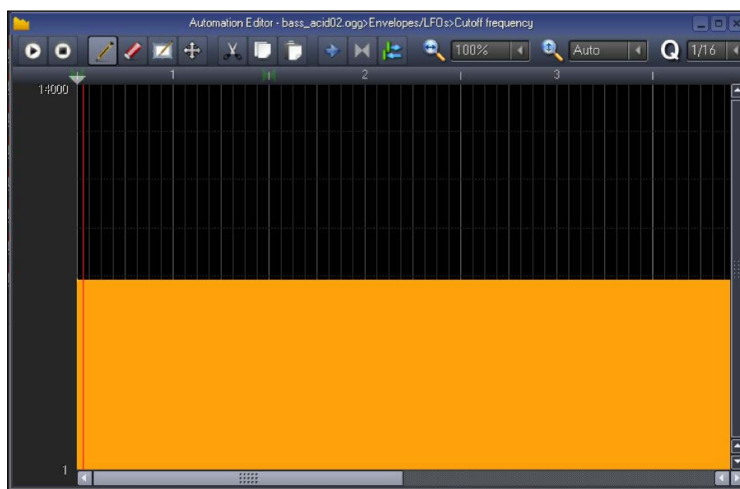 Automation Editor - bass_acid02.ogg>Envelopes/LFOs>Cutoff frequency
100% Auto Q 1/16
1 2 3
14000
1